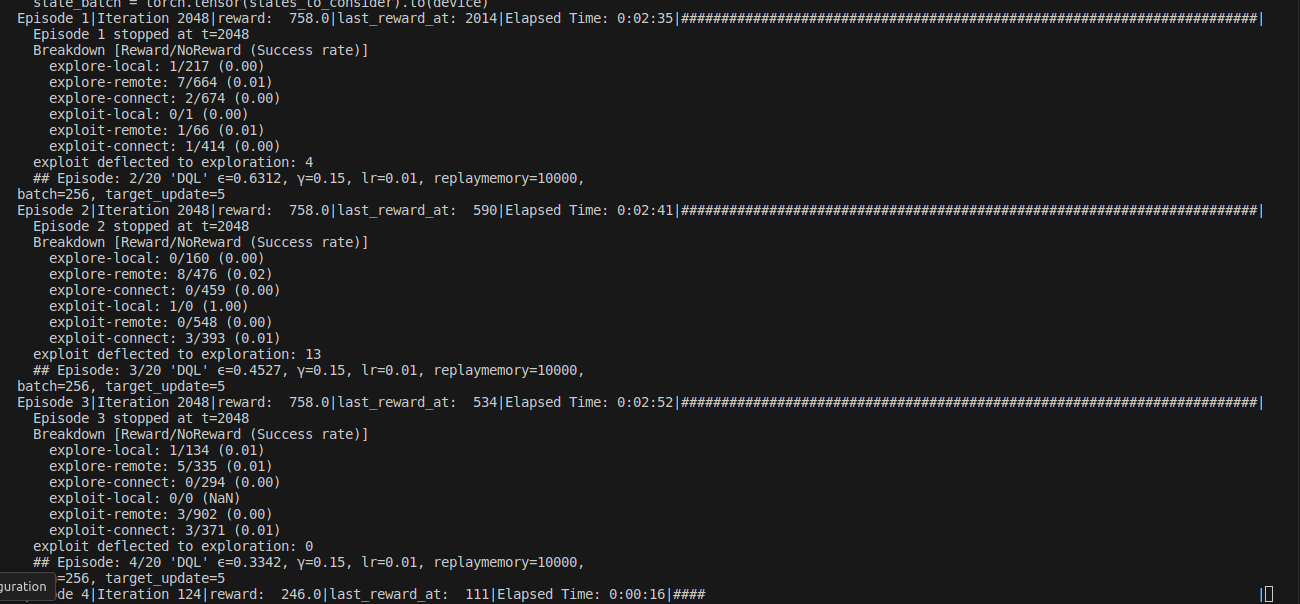 state_batch = torch.tensor(states_to_consider).to(device)
Episode 1|Iteration 2048|reward:  758.0|last_reward_at: 2014|Elapsed Time: 0:02:35|########################################################################|
Episode 1 stopped at t=2048
Breakdown [Reward/NoReward (Success rate)]
explore-local: 1/217 (0.00)
explore-remote: 7/664 (0.01)
explore-connect: 2/674 (0.00)
exploit-local: 0/1 (0.00)
exploit-remote: 1/66 (0.01)
exploit-connect: 1/414 (0.00)
exploit deflected to exploration: 4
## Episode: 2/20 'DQL' ϵ=0.6312, γ=0.15, lr=0.01, replaymemory=10000,
batch=256, target_update=5
Episode 2|Iteration 2048|reward:  758.0|last_reward_at:  590|Elapsed Time: 0:02:41|########################################################################|
Episode 2 stopped at t=2048
Breakdown [Reward/NoReward (Success rate)]
explore-local: 0/160 (0.00)
explore-remote: 8/476 (0.02)
explore-connect: 0/459 (0.00)
exploit-local: 1/0 (1.00)
exploit-remote: 0/548 (0.00)
exploit-connect: 3/393 (0.01)
exploit deflected to exploration: 13
## Episode: 3/20 'DQL' ϵ=0.4527, γ=0.15, lr=0.01, replaymemory=10000,
batch=256, target_update=5
Episode 3|Iteration 2048|reward:  758.0|last_reward_at:  534|Elapsed Time: 0:02:52|########################################################################|
Episode 3 stopped at t=2048
Breakdown [Reward/NoReward (Success rate)]
explore-local: 1/134 (0.01)
explore-remote: 5/335 (0.01)
explore-connect: 0/294 (0.00)
exploit-local: 0/0 (NaN)
exploit-remote: 3/902 (0.00)
exploit-connect: 3/371 (0.01)
exploit deflected to exploration: 0
## Episode: 4/20 'DQL' ϵ=0.3342, γ=0.15, lr=0.01, replaymemory=10000,
=256, target_update=5
guration
de 4|Iteration 124|reward:  246.0|last_reward_at:  111|Elapsed Time: 0:00:16|#### |